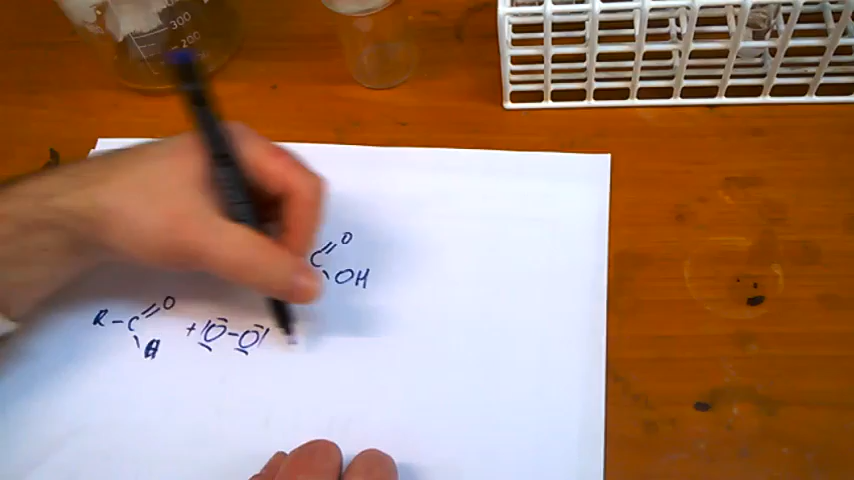 300
200
C O
OH
R - C O
H
+ |O - O|